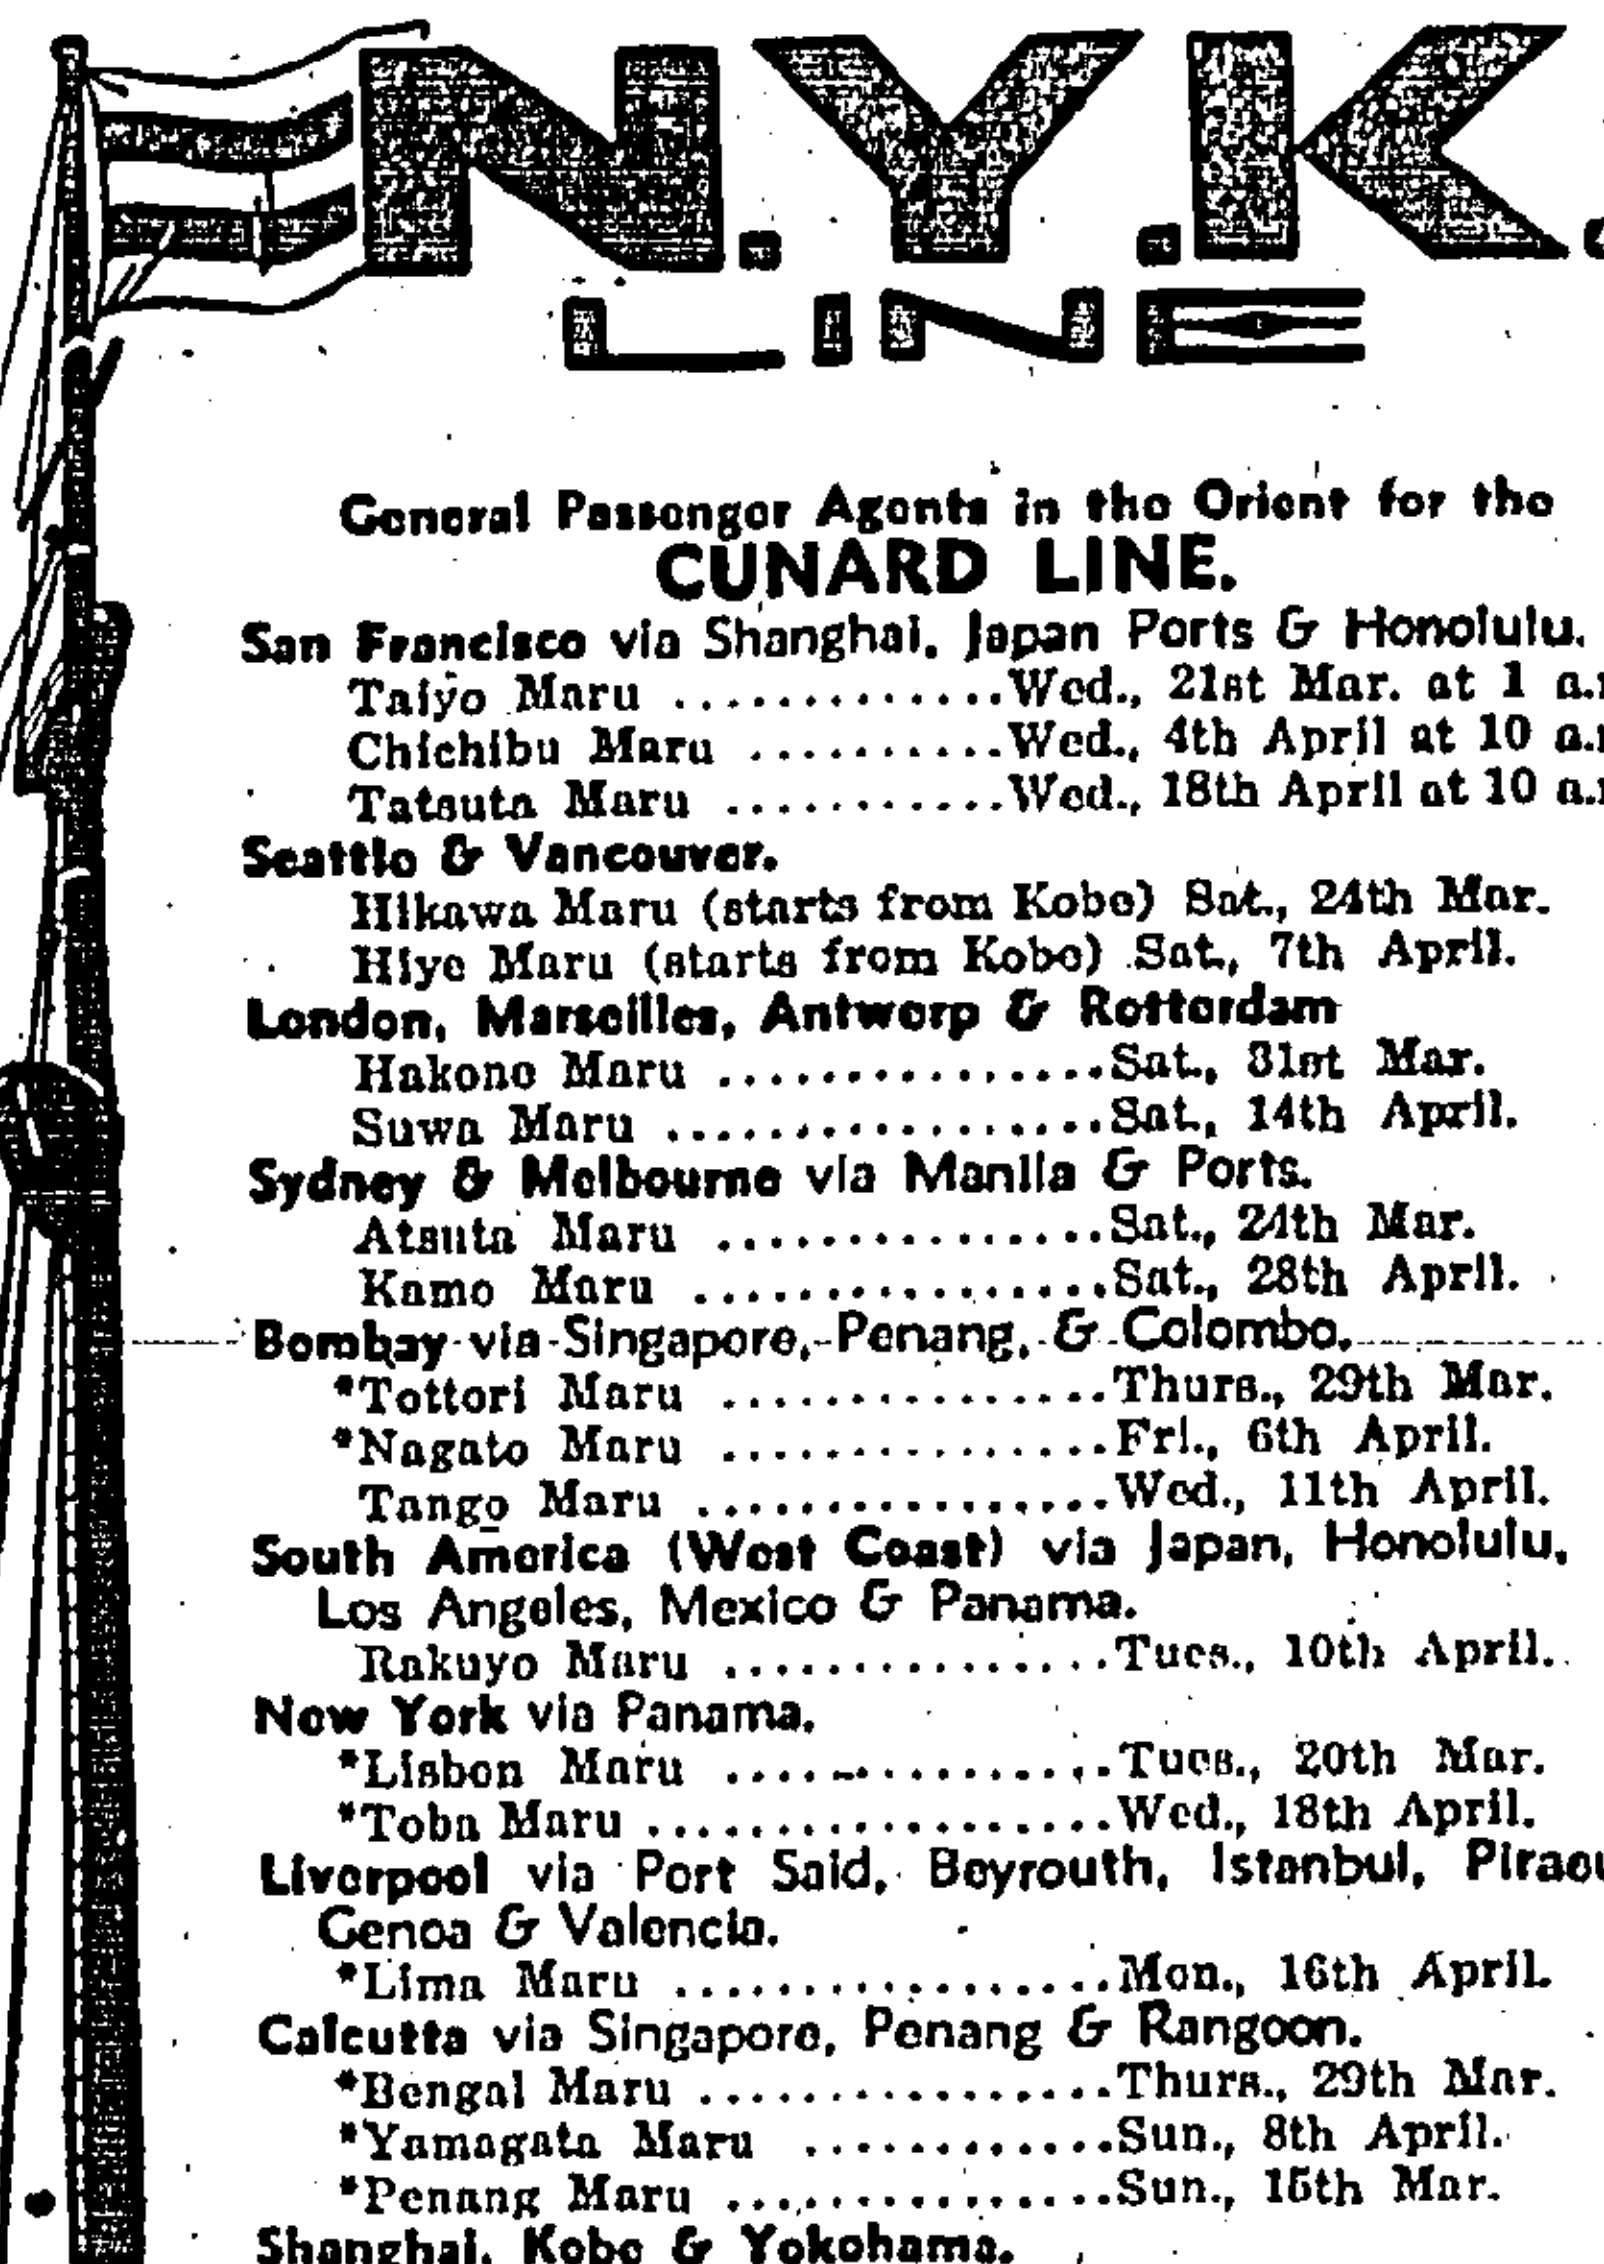 N.Y.K.
LINE
General Passenger Agents in the Orient for the
CUNARD LINE.
San Francisco via Shanghai, Japan Ports & Honolulu.
Taiyo Maru .............Wed., 21st Mar. at 1 a.
Chichibu Maru ..........Wed., 4th April at 10 a.
Tatsuta Maru ...........Wed., 18th April at 10 a.
Seattle & Vancouver.
Hikawa Maru (starts from Kobe) Sat., 24th Mar.
Hiye Maru (starts from Kobe) Sat., 7th April.
London, Marseilles, Antwerp & Rotterdam
Hakone Maru ...............Sat., 31st Mar.
Suwa Maru .................Sat., 14th April.
Sydney & Melbourne via Manila & Ports.
Atsuta Maru ...............Sat., 24th Mar.
Kamo Maru ................Sat., 28th April.
Bombay via Singapore, Penang, & Colombo.
*Tottori Maru ...............Thurs., 29th Mar.
*Nagato Maru ...............Fri., 6th April.
Tango Maru ................Wed., 11th April.
South America (West Coast) via Japan, Honolulu,
Los Angeles, Mexico & Panama.
Rakuyo Maru ...............Tues., 10th April.
New York via Panama.
*Lisbon Maru ...............Tues., 20th Mar.
*Toba Maru ..................Wed., 18th April.
Liverpool via Port Said, Beyrouth, Istanbul,
Genoa & Valencia.
*Lima Maru .................Mon., 16th April.
Calcutta via Singapore, Penang & Rangoon.
*Bengal Maru ................Thurs., 29th Mar.
*Yamagata Maru ............Sun., 8th April.
*Penang Maru ...............Sun., 15th Mar.
Shanghai, Kobe & Yokohama.